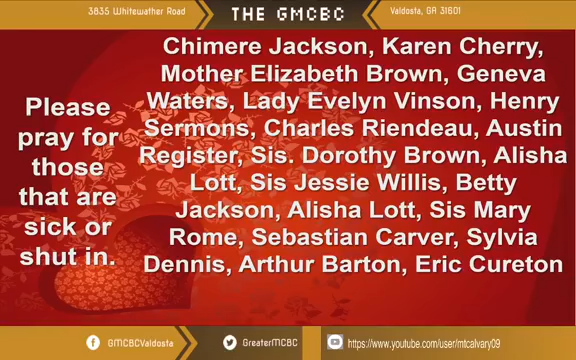 3835 Whitewather Road
THE GMCBC
Valdosta, GA 31601
Please
pray for
those
that are
sick or
shut in.
Chimere Jackson, Karen Cherry,
Mother Elizabeth Brown, Geneva
Waters, Lady Evelyn Vinson, Henry
Sermons, Charles Riendeau, Austin
Register, Sis. Dorothy Brown, Alisha
Lott, Sis Jessie Willis, Betty
Jackson, Alisha Lott, Sis Mary
Rome, Sebastian Carver, Sylvia
Dennis, Arthur Barton, Eric Cureton
GMCBCValdosta
GreaterMCBC
https://www.youtube.com/user/mtcalvary09